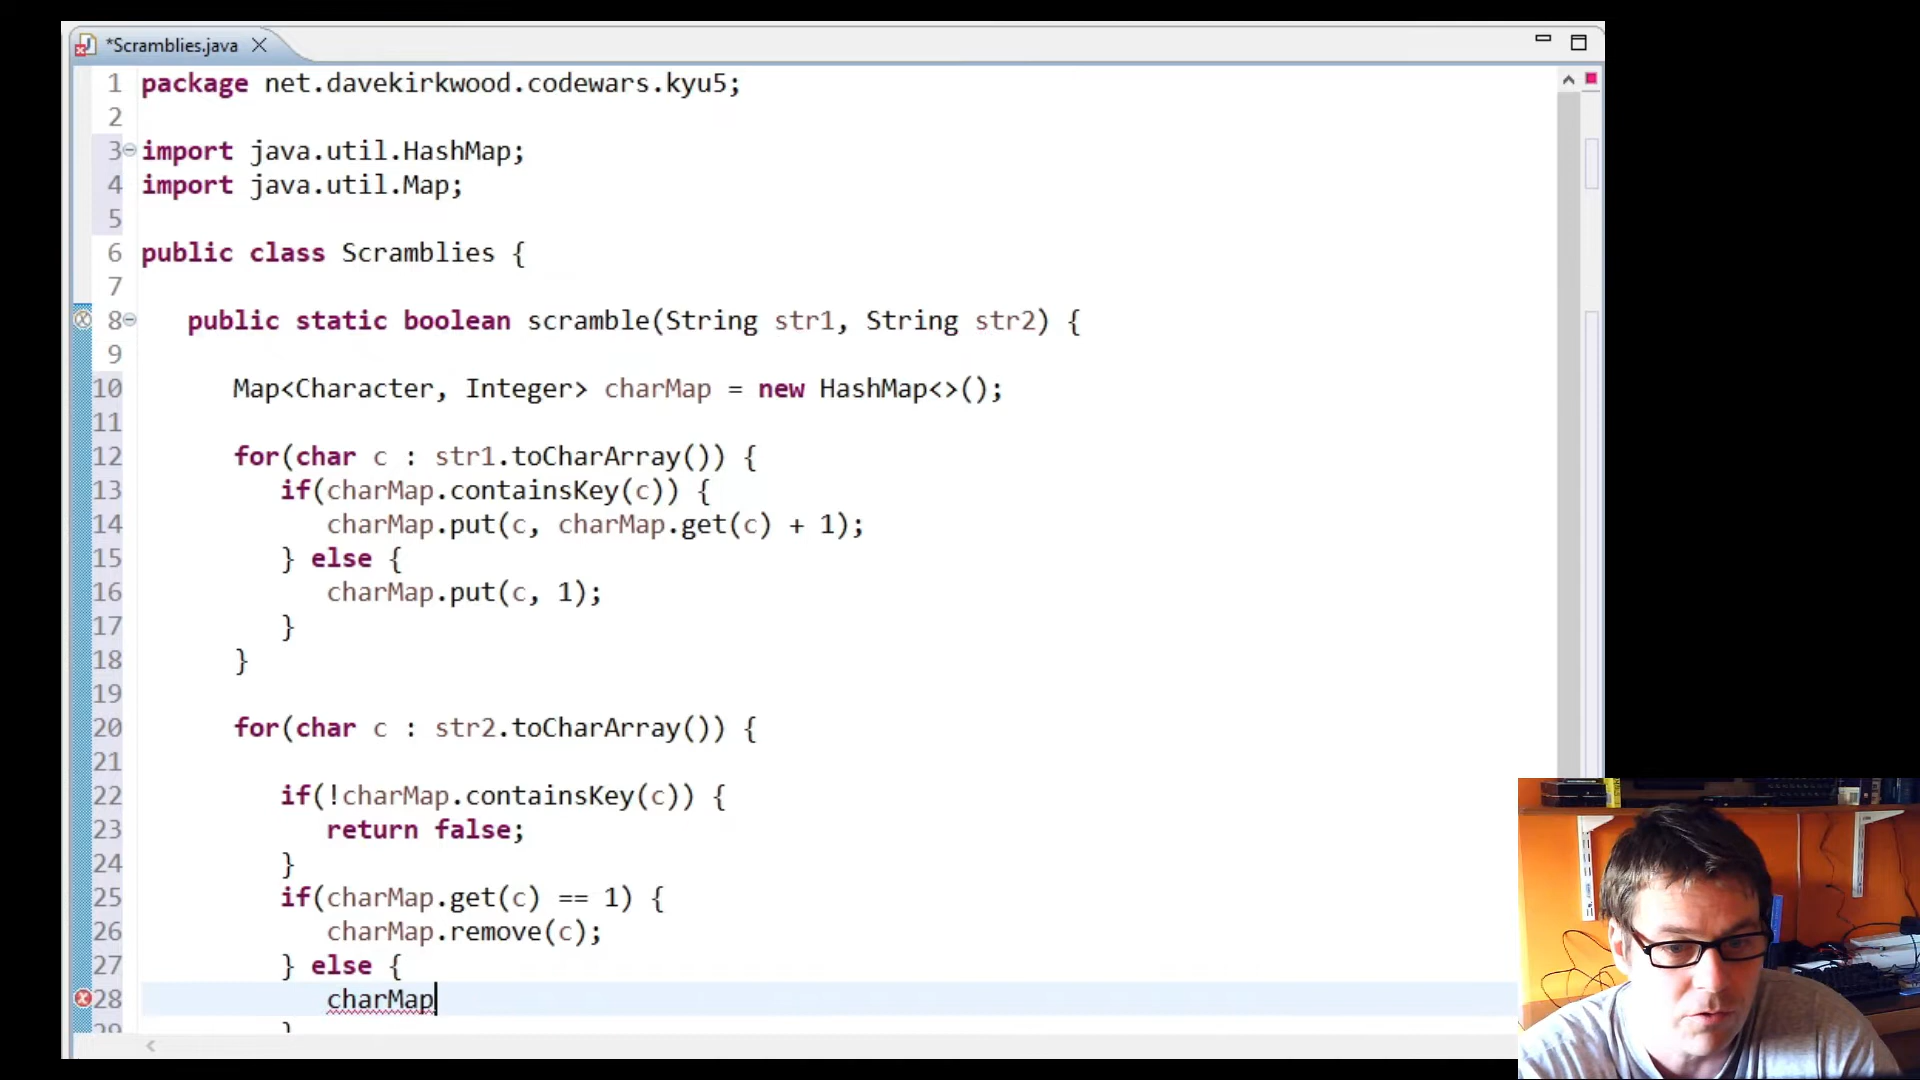 *Scramblies.java
1 package net.davekirkwood.codewars.kyu5;
2
3 import java.util.HashMap;
4 import java.util.Map;
5
6 public class Scramblies {
7
8 public static boolean scramble(String str1, String str2) {
9
10 Map<Character, Integer> charMap = new HashMap<>();
11
12 for(char c : str1.toCharArray()) {
13 if(charMap.containsKey(c)) {
14 charMap.put(c, charMap.get(c) + 1);
15 } else {
16 charMap.put(c, 1);
17 }
18 }
19
20 for(char c : str2.toCharArray()) {
21
22 if(!charMap.containsKey(c)) {
23 return false;
24 }
25 if(charMap.get(c) == 1) {
26 charMap.remove(c);
27 } else {
28 charMap
29 }